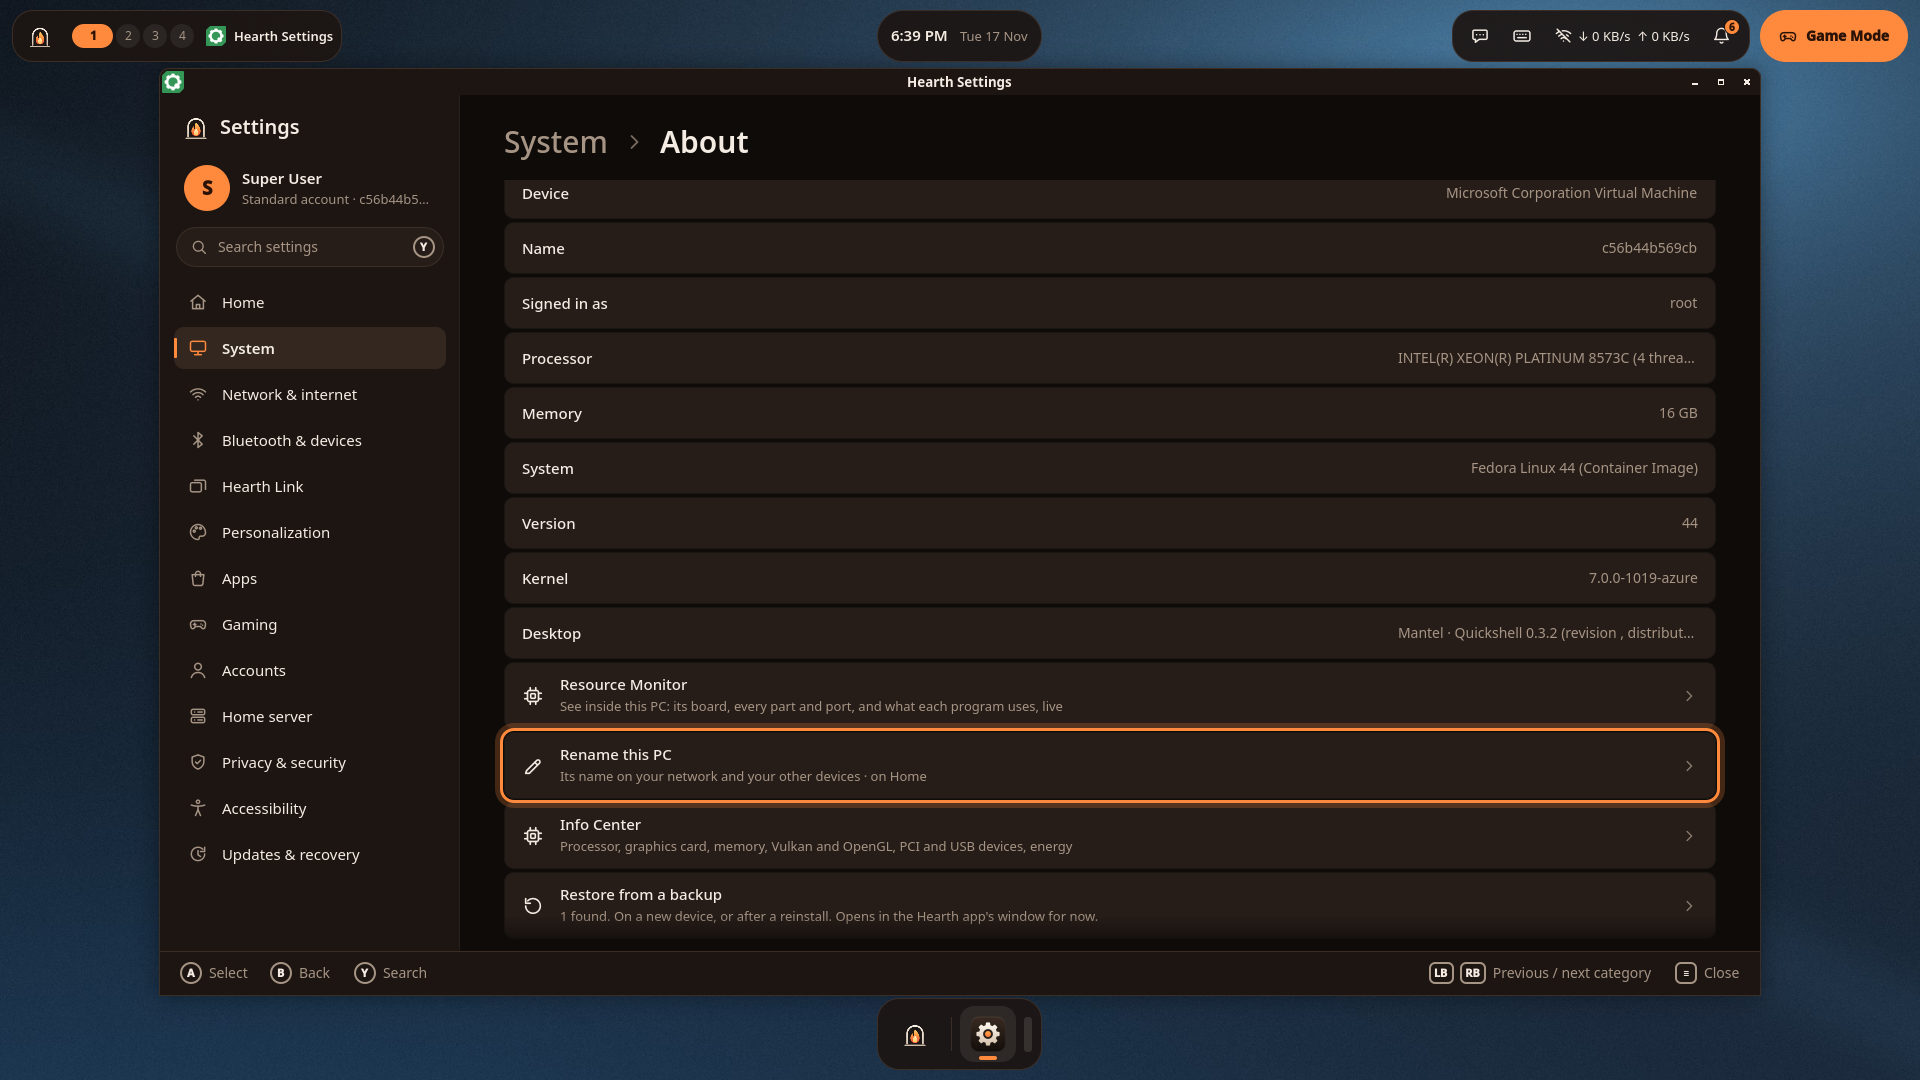 1 2 3 4 Hearth Settings
6:39 PM Tue 17 Nov
↓ 0 KB/s ↑ 0 KB/s
6
Game Mode
Hearth Settings
Settings
S
Super User
Standard account · c56b44b5...
Search settings
Y
Home
System
Network & internet
Bluetooth & devices
Hearth Link
Personalization
Apps
Gaming
Accounts
Home server
Privacy & security
Accessibility
Updates & recovery
System > About
Device Microsoft Corporation Virtual Machine
Name c56b44b569cb
Signed in as root
Processor INTEL(R) XEON(R) PLATINUM 8573C (4 threa...
Memory 16 GB
System Fedora Linux 44 (Container Image)
Version 44
Kernel 7.0.0-1019-azure
Desktop Mantel · Quickshell 0.3.2 (revision , distribut...
Resource Monitor
See inside this PC: its board, every part and port, and what each program uses, live
Rename this PC
Its name on your network and your other devices · on Home
Info Center
Processor, graphics card, memory, Vulkan and OpenGL, PCI and USB devices, energy
Restore from a backup
1 found. On a new device, or after a reinstall. Opens in the Hearth app's window for now.
A Select B Back Y Search
LB RB Previous / next category ≡ Close